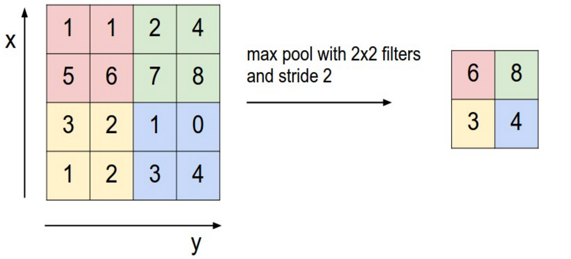 x
1 1 2 4
5 6 7 8
3 2 1 0
1 2 3 4
y
max pool with 2x2 filters
and stride 2
6 8
3 4